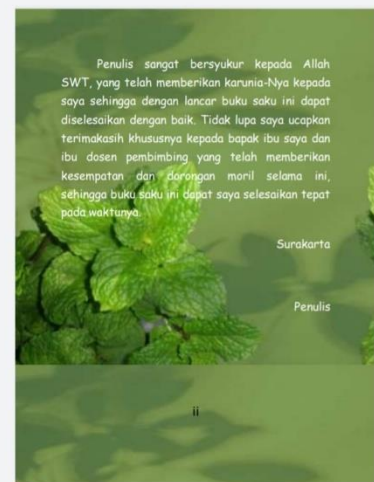 Penulis sangat bersyukur kepada Allah
SWT, yang telah memberikan karunia-Nya kepada
saya sehingga dengan lancar buku saku ini dapat
diselesaikan dengan baik. Tidak lupa saya ucapkan
terimakasih khususnya kepada bapak ibu saya dan
ibu dosen pembimbing yang telah memberikan
kesempatan dan dorongan moril selama ini,
sehingga buku saku ini dapat saya selesaikan tepat
pada waktunya.
Surakarta
Penulis
ii